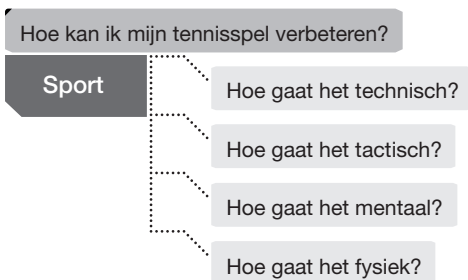 Hoe kan ik mijn tennisspel verbeteren?
Sport
Hoe gaat het technisch?
Hoe gaat het tactisch?
Hoe gaat het mentaal?
Hoe gaat het fysiek?